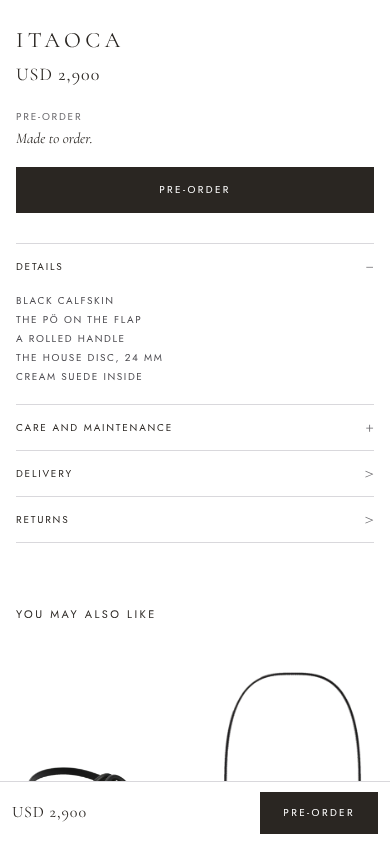 ITAOCA
USD 2,900
PRE-ORDER
Made to order.
PRE-ORDER
DETAILS −
BLACK CALFSKIN
THE PÖ ON THE FLAP
A ROLLED HANDLE
THE HOUSE DISC, 24 MM
CREAM SUEDE INSIDE
CARE AND MAINTENANCE +
DELIVERY >
RETURNS >
YOU MAY ALSO LIKE
USD 2,900 PRE-ORDER